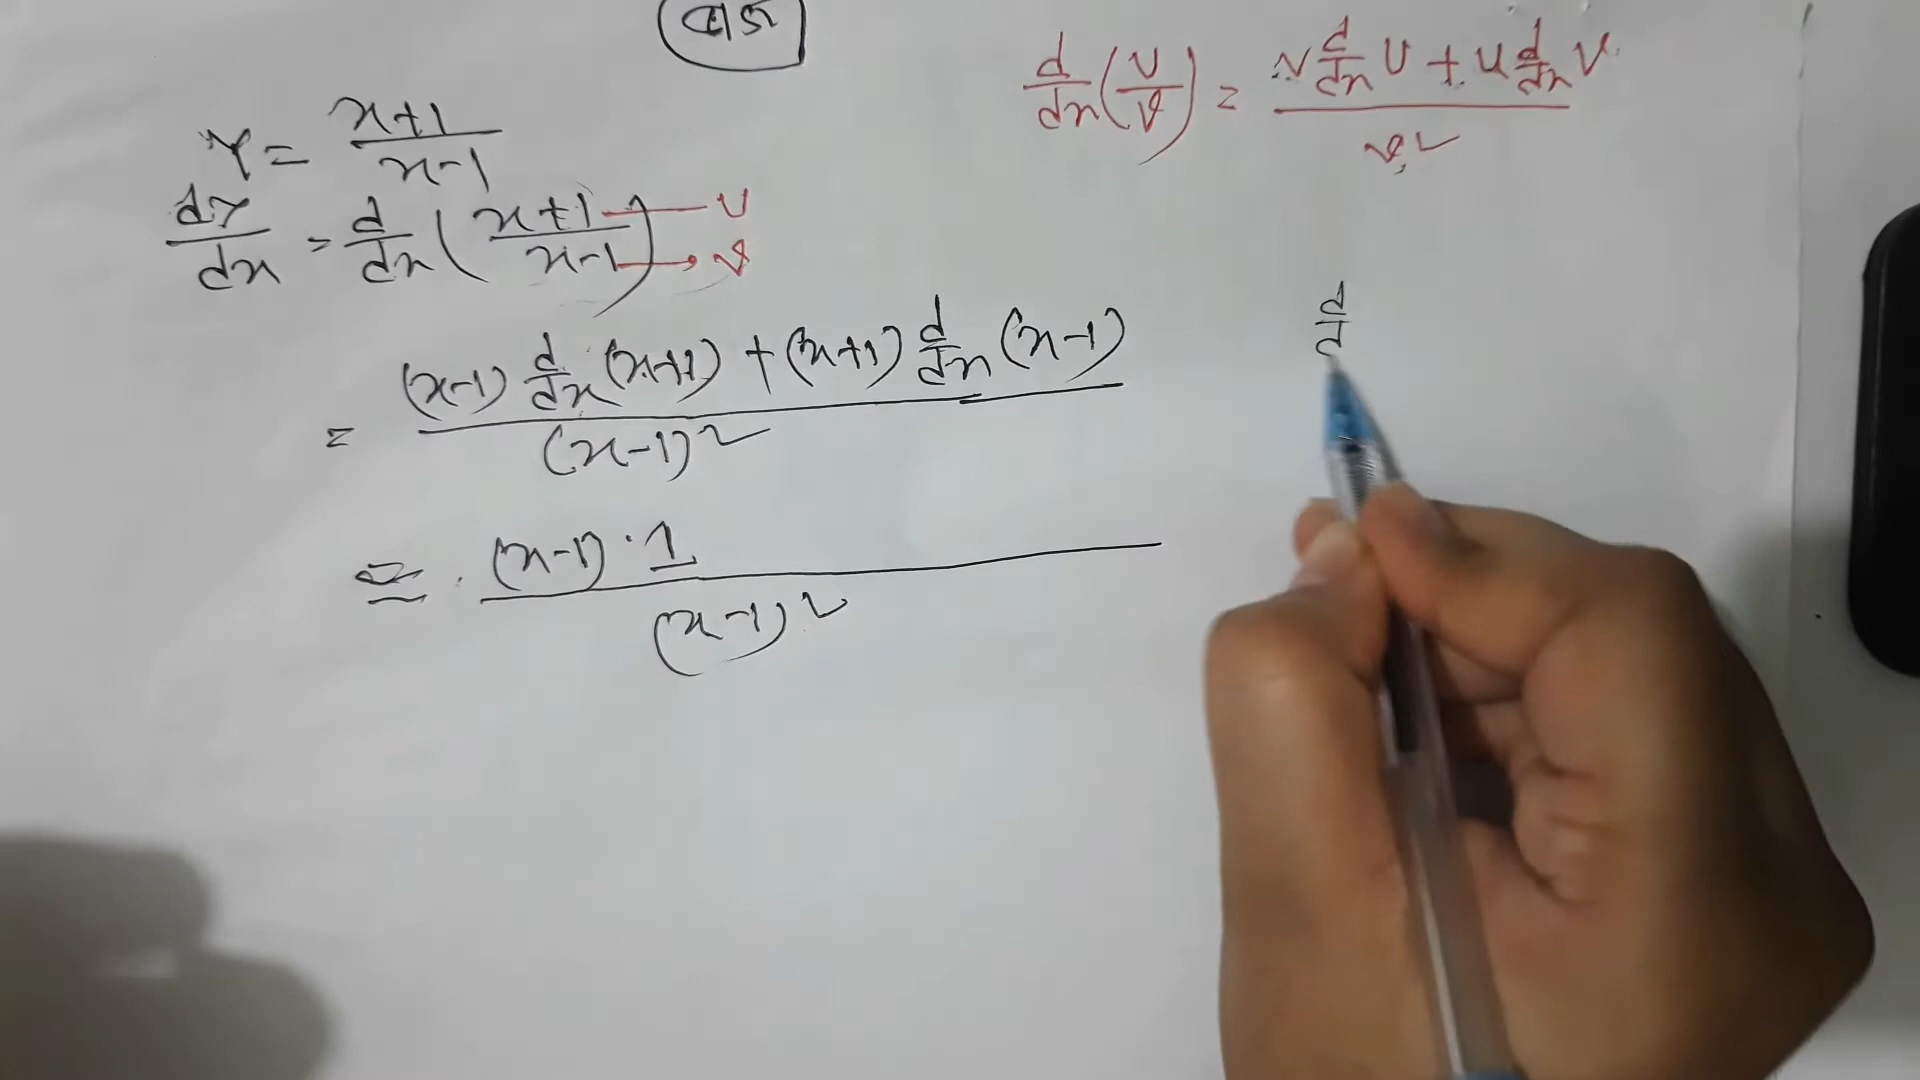 Y = x+1 / x-1
d/dx (U/V) = V d/dx U + U d/dx V / V²
dy/dx = d/dx ( x+1 / x-1 ) U V
= (x-1) d/dx (x+1) + (x+1) d/dx (x-1) / (x-1)²
= (x-1) · 1 / (x-1)²
d/d